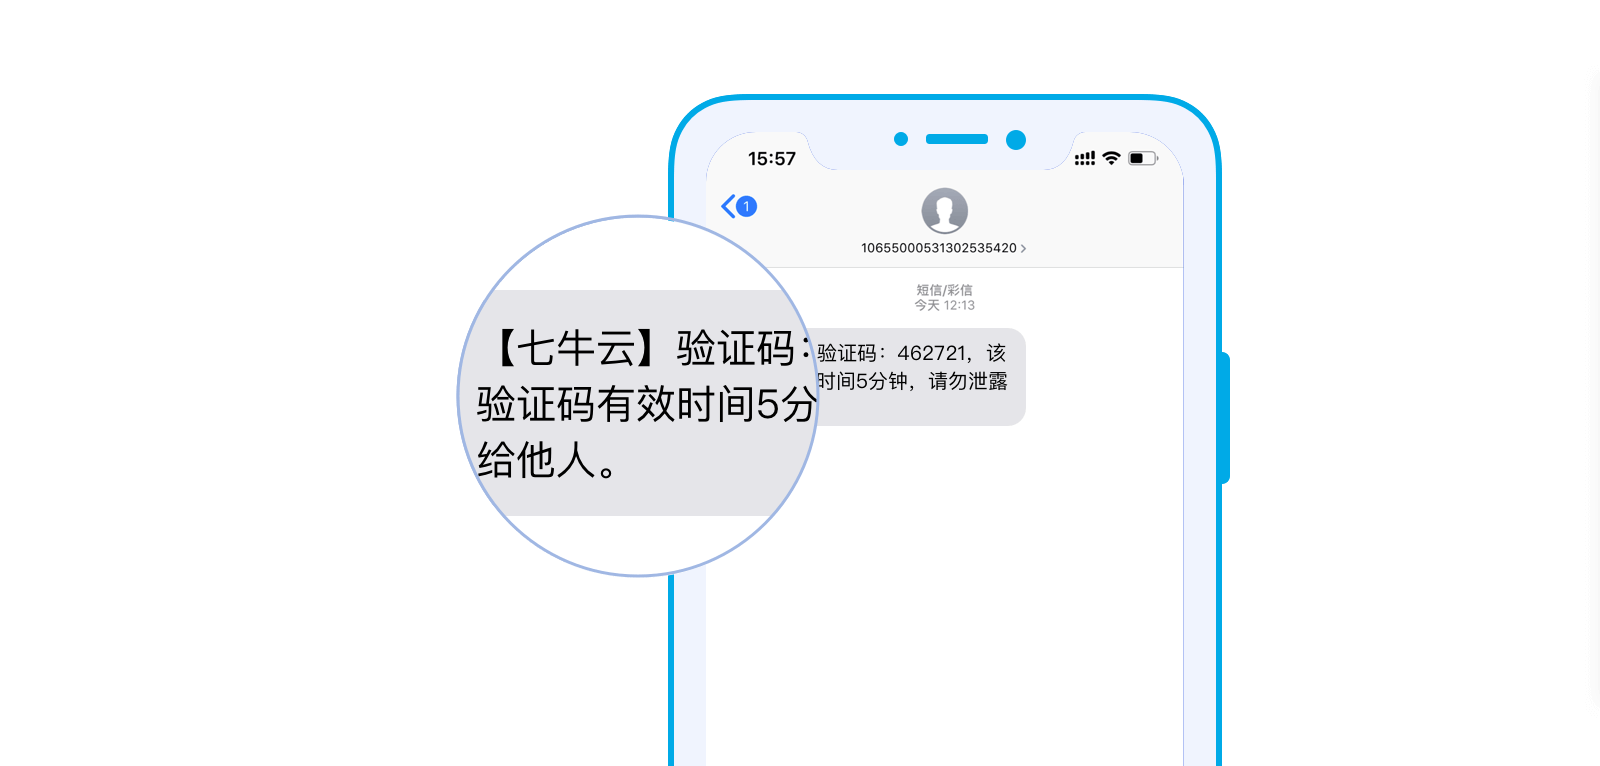 15:57
1
10655000531302535420
短信/彩信
今天 12:13
【七牛云】验证码：
验证码有效时间5分
给他人。
验证码：462721，该
时间5分钟，请勿泄露